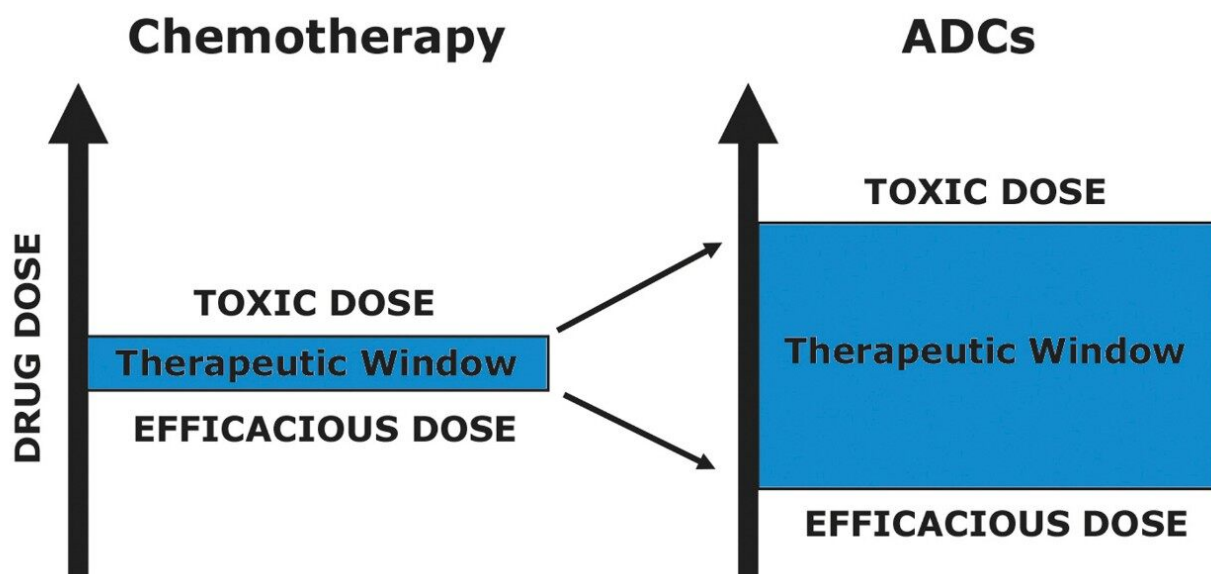 Chemotherapy
DRUG DOSE
TOXIC DOSE
Therapeutic Window
EFFICACIOUS DOSE
ADCs
TOXIC DOSE
Therapeutic Window
EFFICACIOUS DOSE